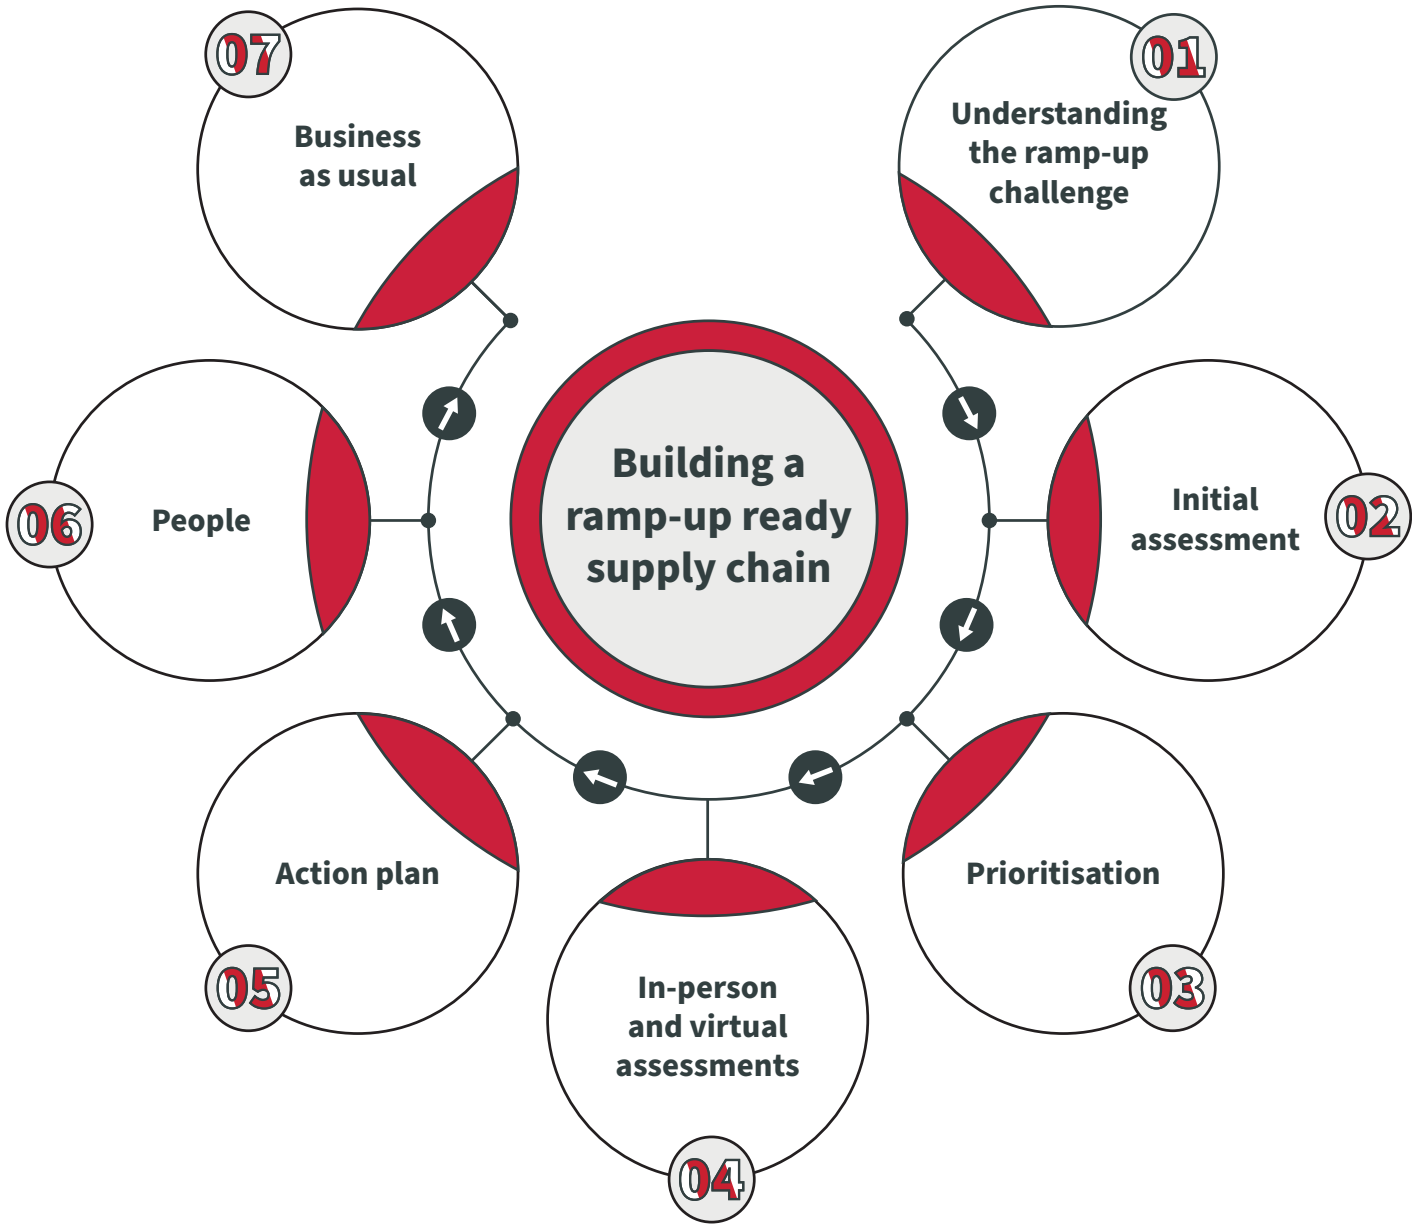 Building a
ramp-up ready
supply chain
01
Understanding
the ramp-up
challenge
02
Initial
assessment
03
Prioritisation
04
In-person
and virtual
assessments
05
Action plan
06
People
07
Business
as usual